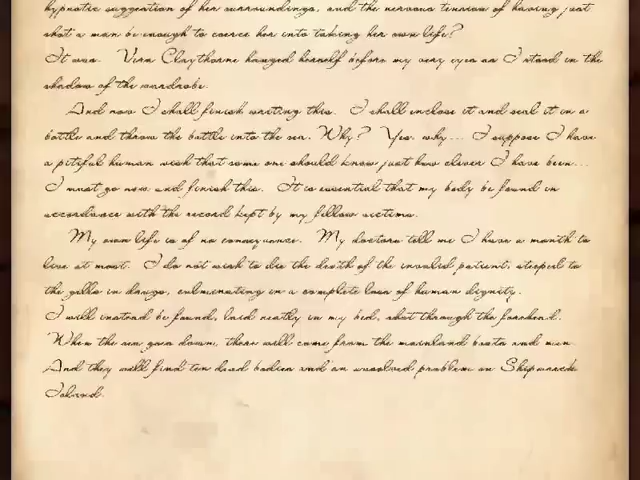 hypnotic suggestion of her surroundings, and the nervous tension of having just
shot a man be enough to coerce her into taking her own life?
It was. Vera Claythorne hanged herself before my very eyes as I stood in the
shadow of the wardrobe.
And now I shall finish writing this. I shall enclose it and seal it in a
bottle and throw the bottle into the sea. Why? Yes, why... I suppose I have
a pitiful human wish that some one should know just how clever I have been...
I must go now and finish this. It is essential that my body be found in
accordance with the record kept by my fellow victims.
My own life is of no consequence. My doctors tell me I have a month to
live at most. I do not wish to die the death of the invalid patient, steeped to
the gills in drugs, culminating in a complete loss of human dignity.
I will instead be found, laid neatly in my bed, shot through the forehead.
When the sea goes down, there will come from the mainland boats and men.
And they will find ten dead bodies and an unsolved problem on Shipwreck
Island.